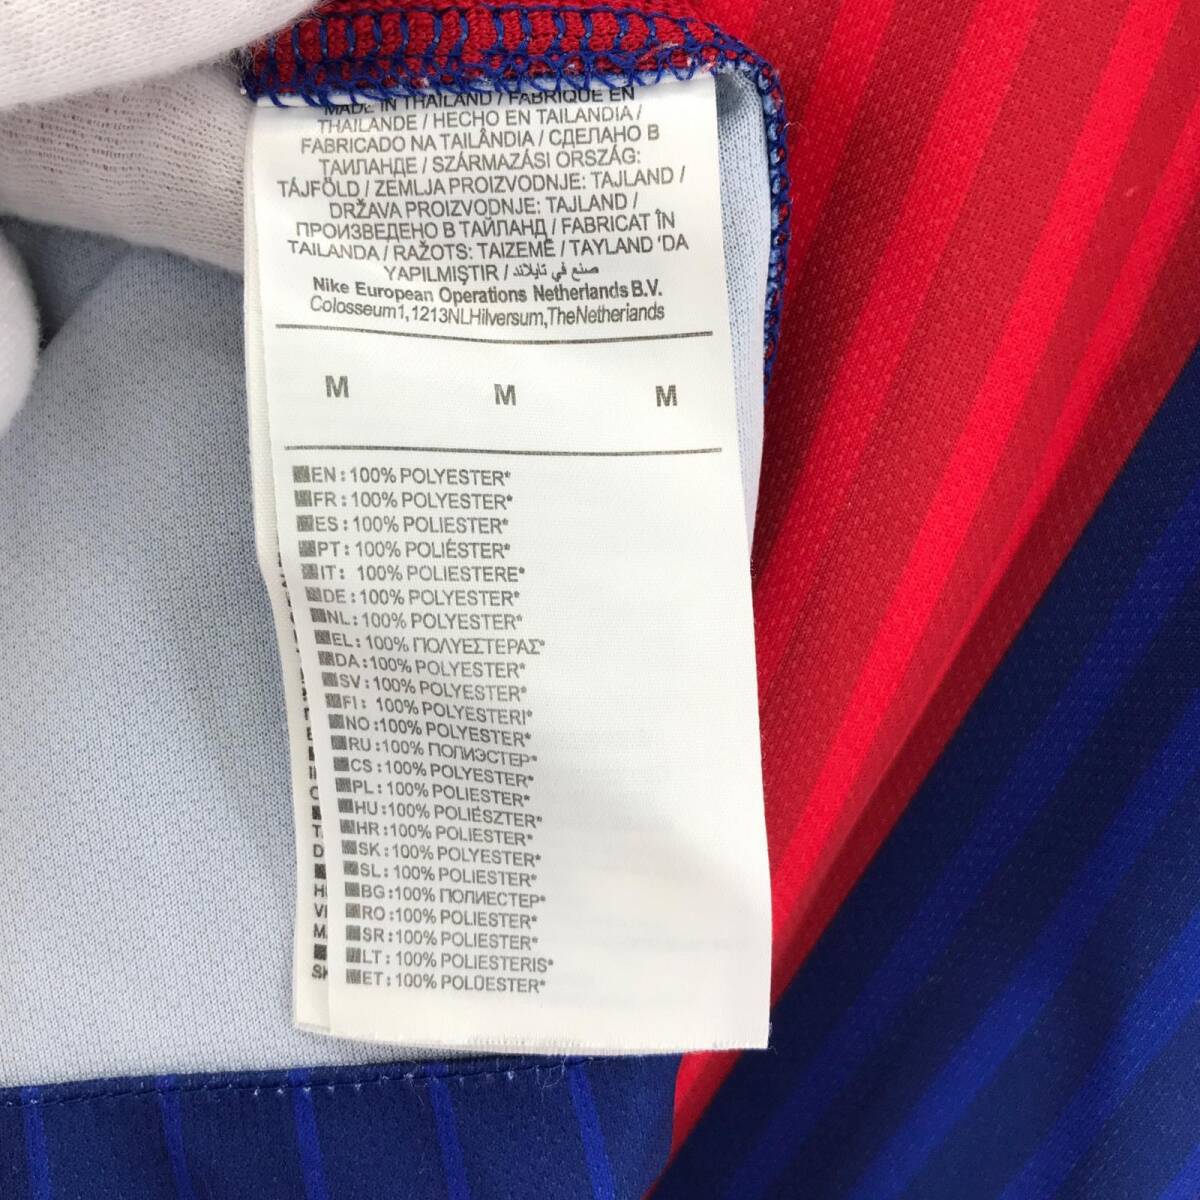 MADE IN THAILAND / FABRIQUE EN
THAILANDE / HECHO EN TAILANDIA /
FABRICADO NA TAILÂNDIA / СДЕЛАНО В
ТАИЛАНДЕ / SZÁRMAZÁSI ORSZÁG:
TÁJFÖLD / ZEMLJA PROIZVODNJE: TAJLAND /
DRŽAVA PROIZVODNJE: TAJLAND /
ПРОИЗВЕДЕНО В ТАЙЛАНД / FABRICAT ÎN
TAILANDA / RAŽOTS: TAIZEME / TAYLAND 'DA
YAPILMIŞTIR / صنع في تايلاند
Nike European Operations Netherlands B.V.
Colosseum1, 1213NLHilversum,TheNetherlands
M M M
EN : 100% POLYESTER*
FR : 100% POLYESTER*
ES : 100% POLIESTER*
PT : 100% POLIÉSTER*
IT : 100% POLIESTERE*
DE : 100% POLYESTER*
NL : 100% POLYESTER*
EL : 100% ΠΟΛΥΕΣΤΕΡΑΣ*
DA : 100% POLYESTER*
SV : 100% POLYESTER*
FI : 100% POLYESTERI*
NO :100% POLYESTER*
RU :100% ПОЛИЭСТЕР*
CS : 100% POLYESTER*
PL : 100% POLIESTER*
HU :100% POLIÉSZTER*
HR : 100% POLIESTER*
SK : 100% POLYESTER*
SL : 100% POLIESTER*
BG :100% ПОЛИЕСТЕР*
RO :100% POLIESTER*
SR : 100% POLIESTER*
LT : 100% POLIESTERIS*
ET : 100% POLÜESTER*